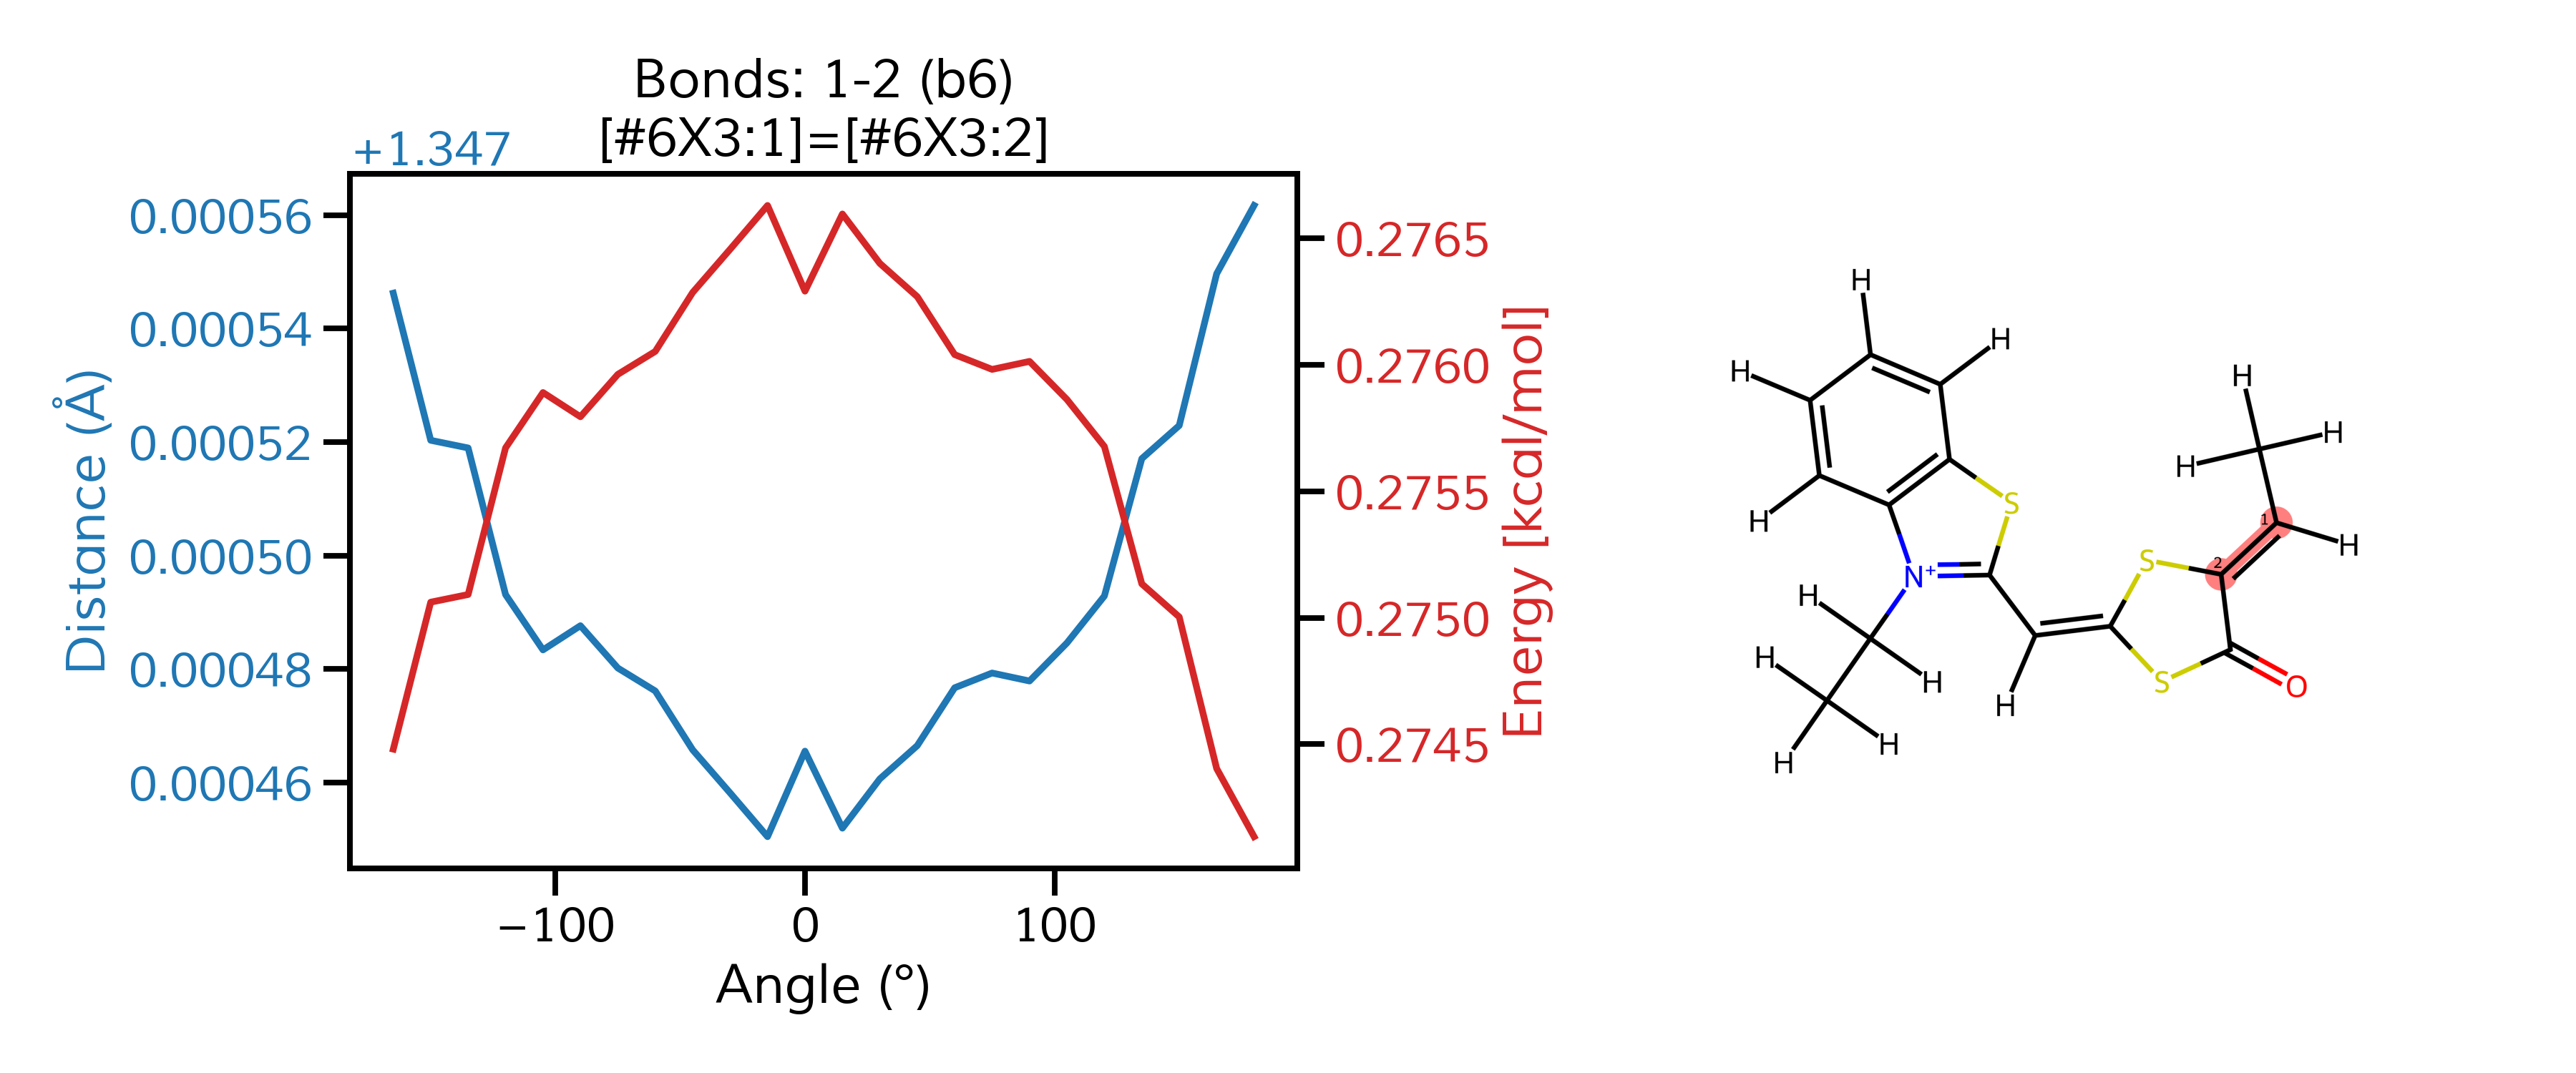 Bonds: 1-2 (b6)
[#6X3:1]=[#6X3:2]
+1.347
0.00056
0.00054
0.00052
0.00050
0.00048
0.00046
Distance (Å)
0.2765
0.2760
0.2755
0.2750
0.2745
Energy [kcal/mol]
−100
0
100
Angle (°)
H
H
H
H
H
H
H
S
H
1
H
S
2
N+
H
H
H
H
S
O
H
H
H